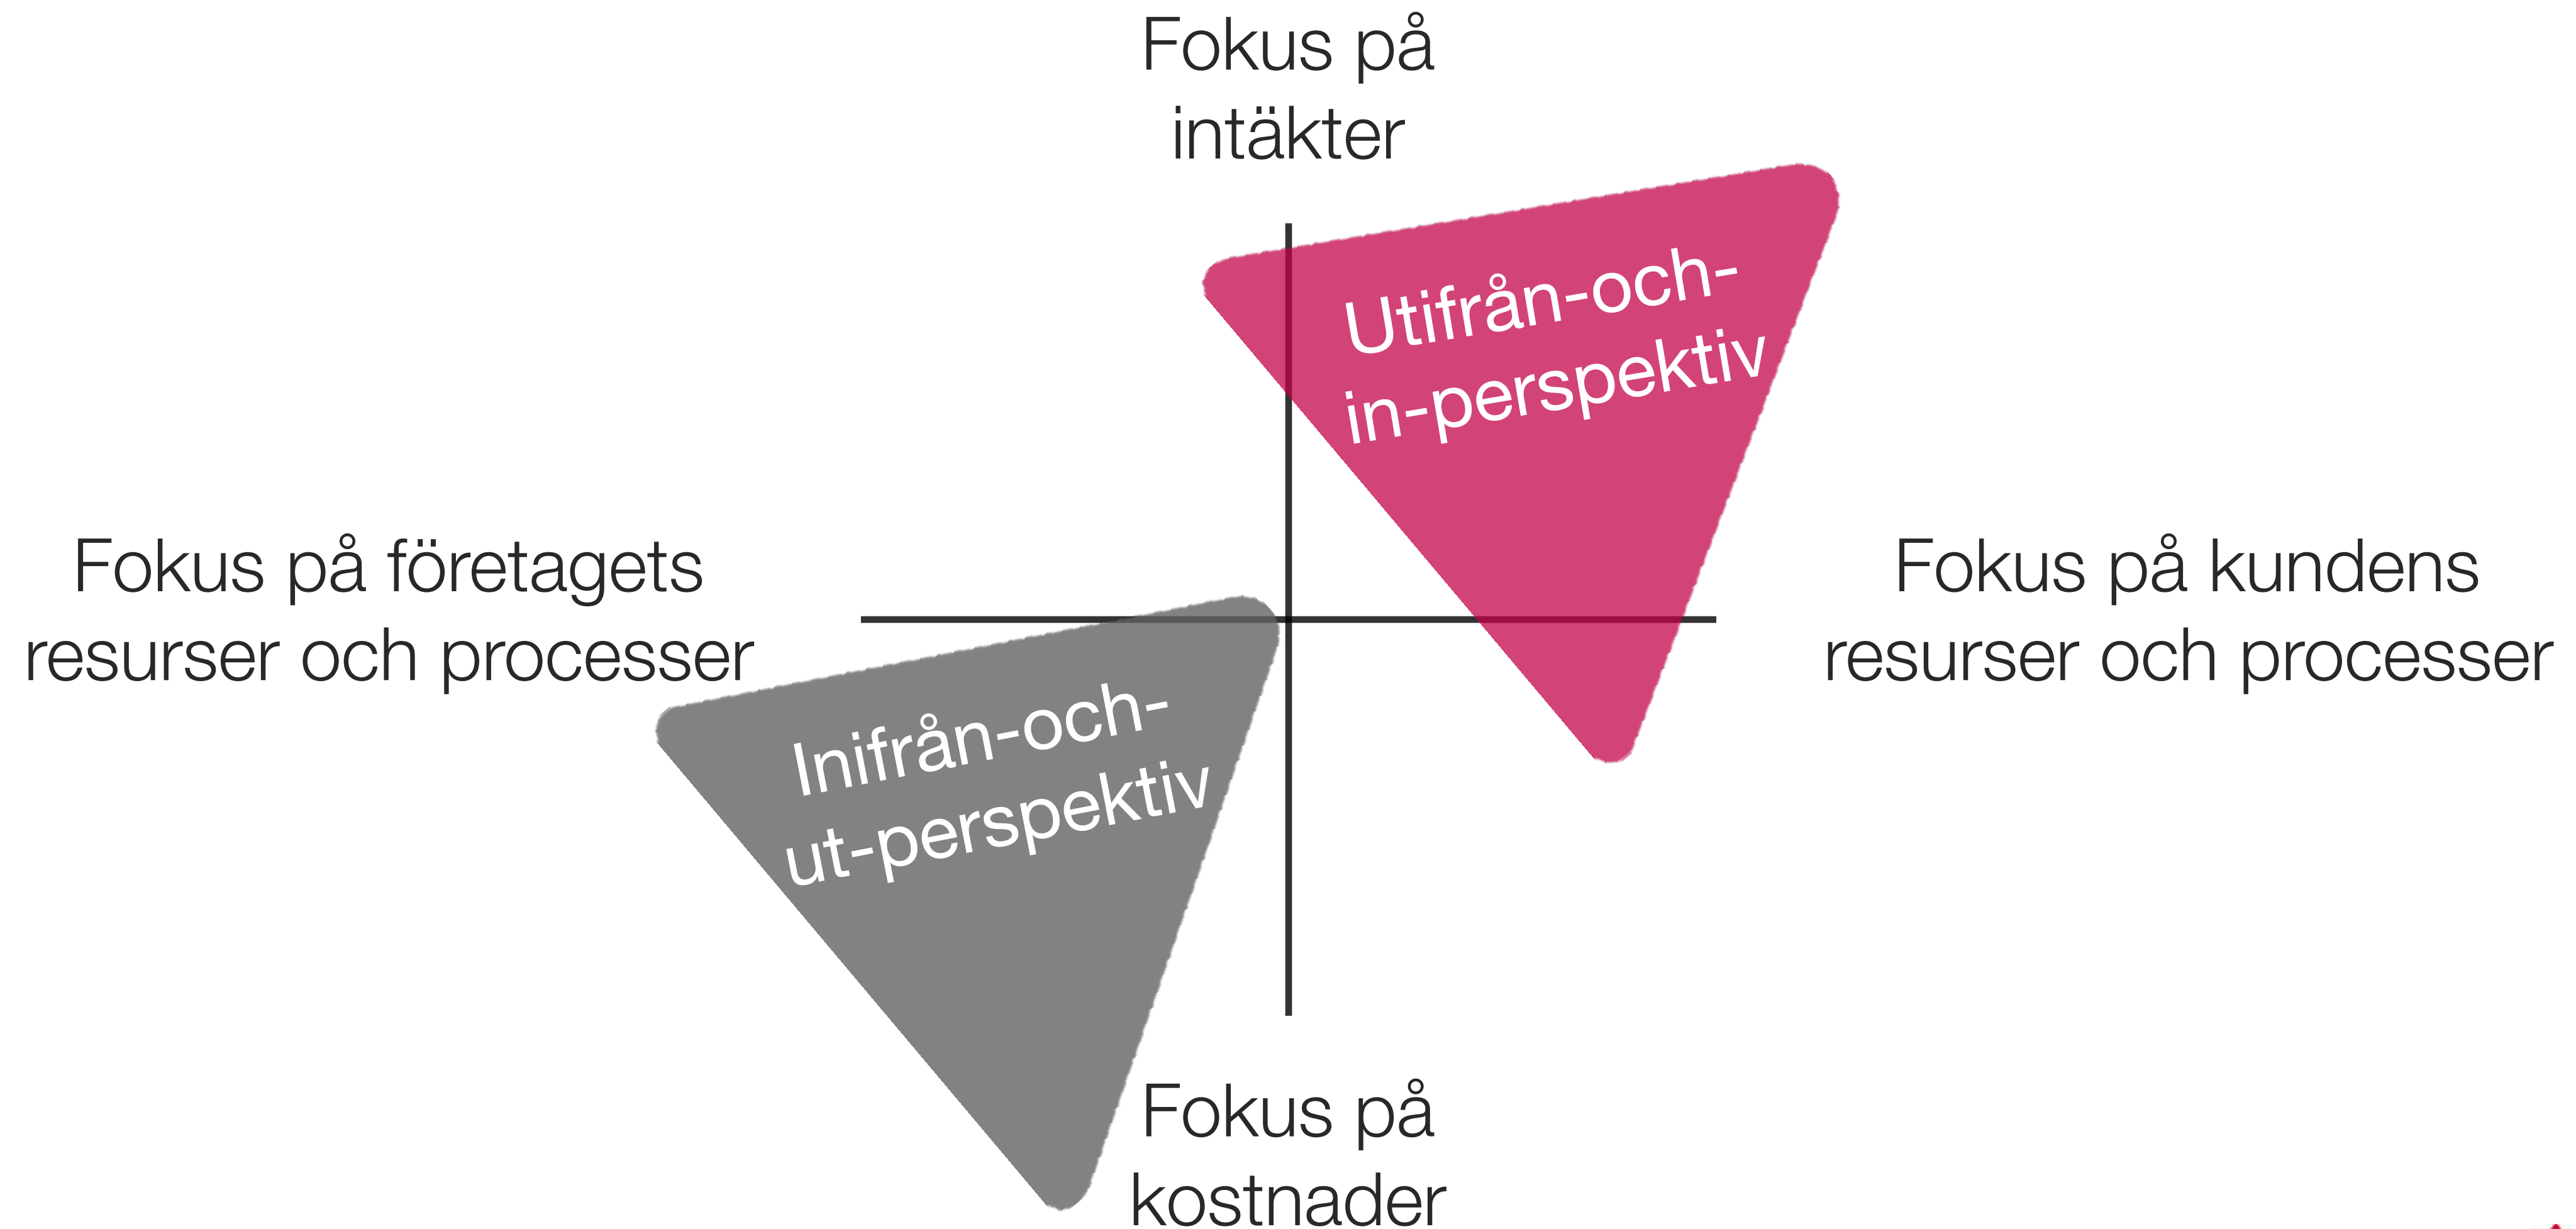 Fokus på
intäkter
Utifrån-och-
in-perspektiv
Fokus på företagets
resurser och processer
Fokus på kundens
resurser och processer
Inifrån-och-
ut-perspektiv
Fokus på
kostnader